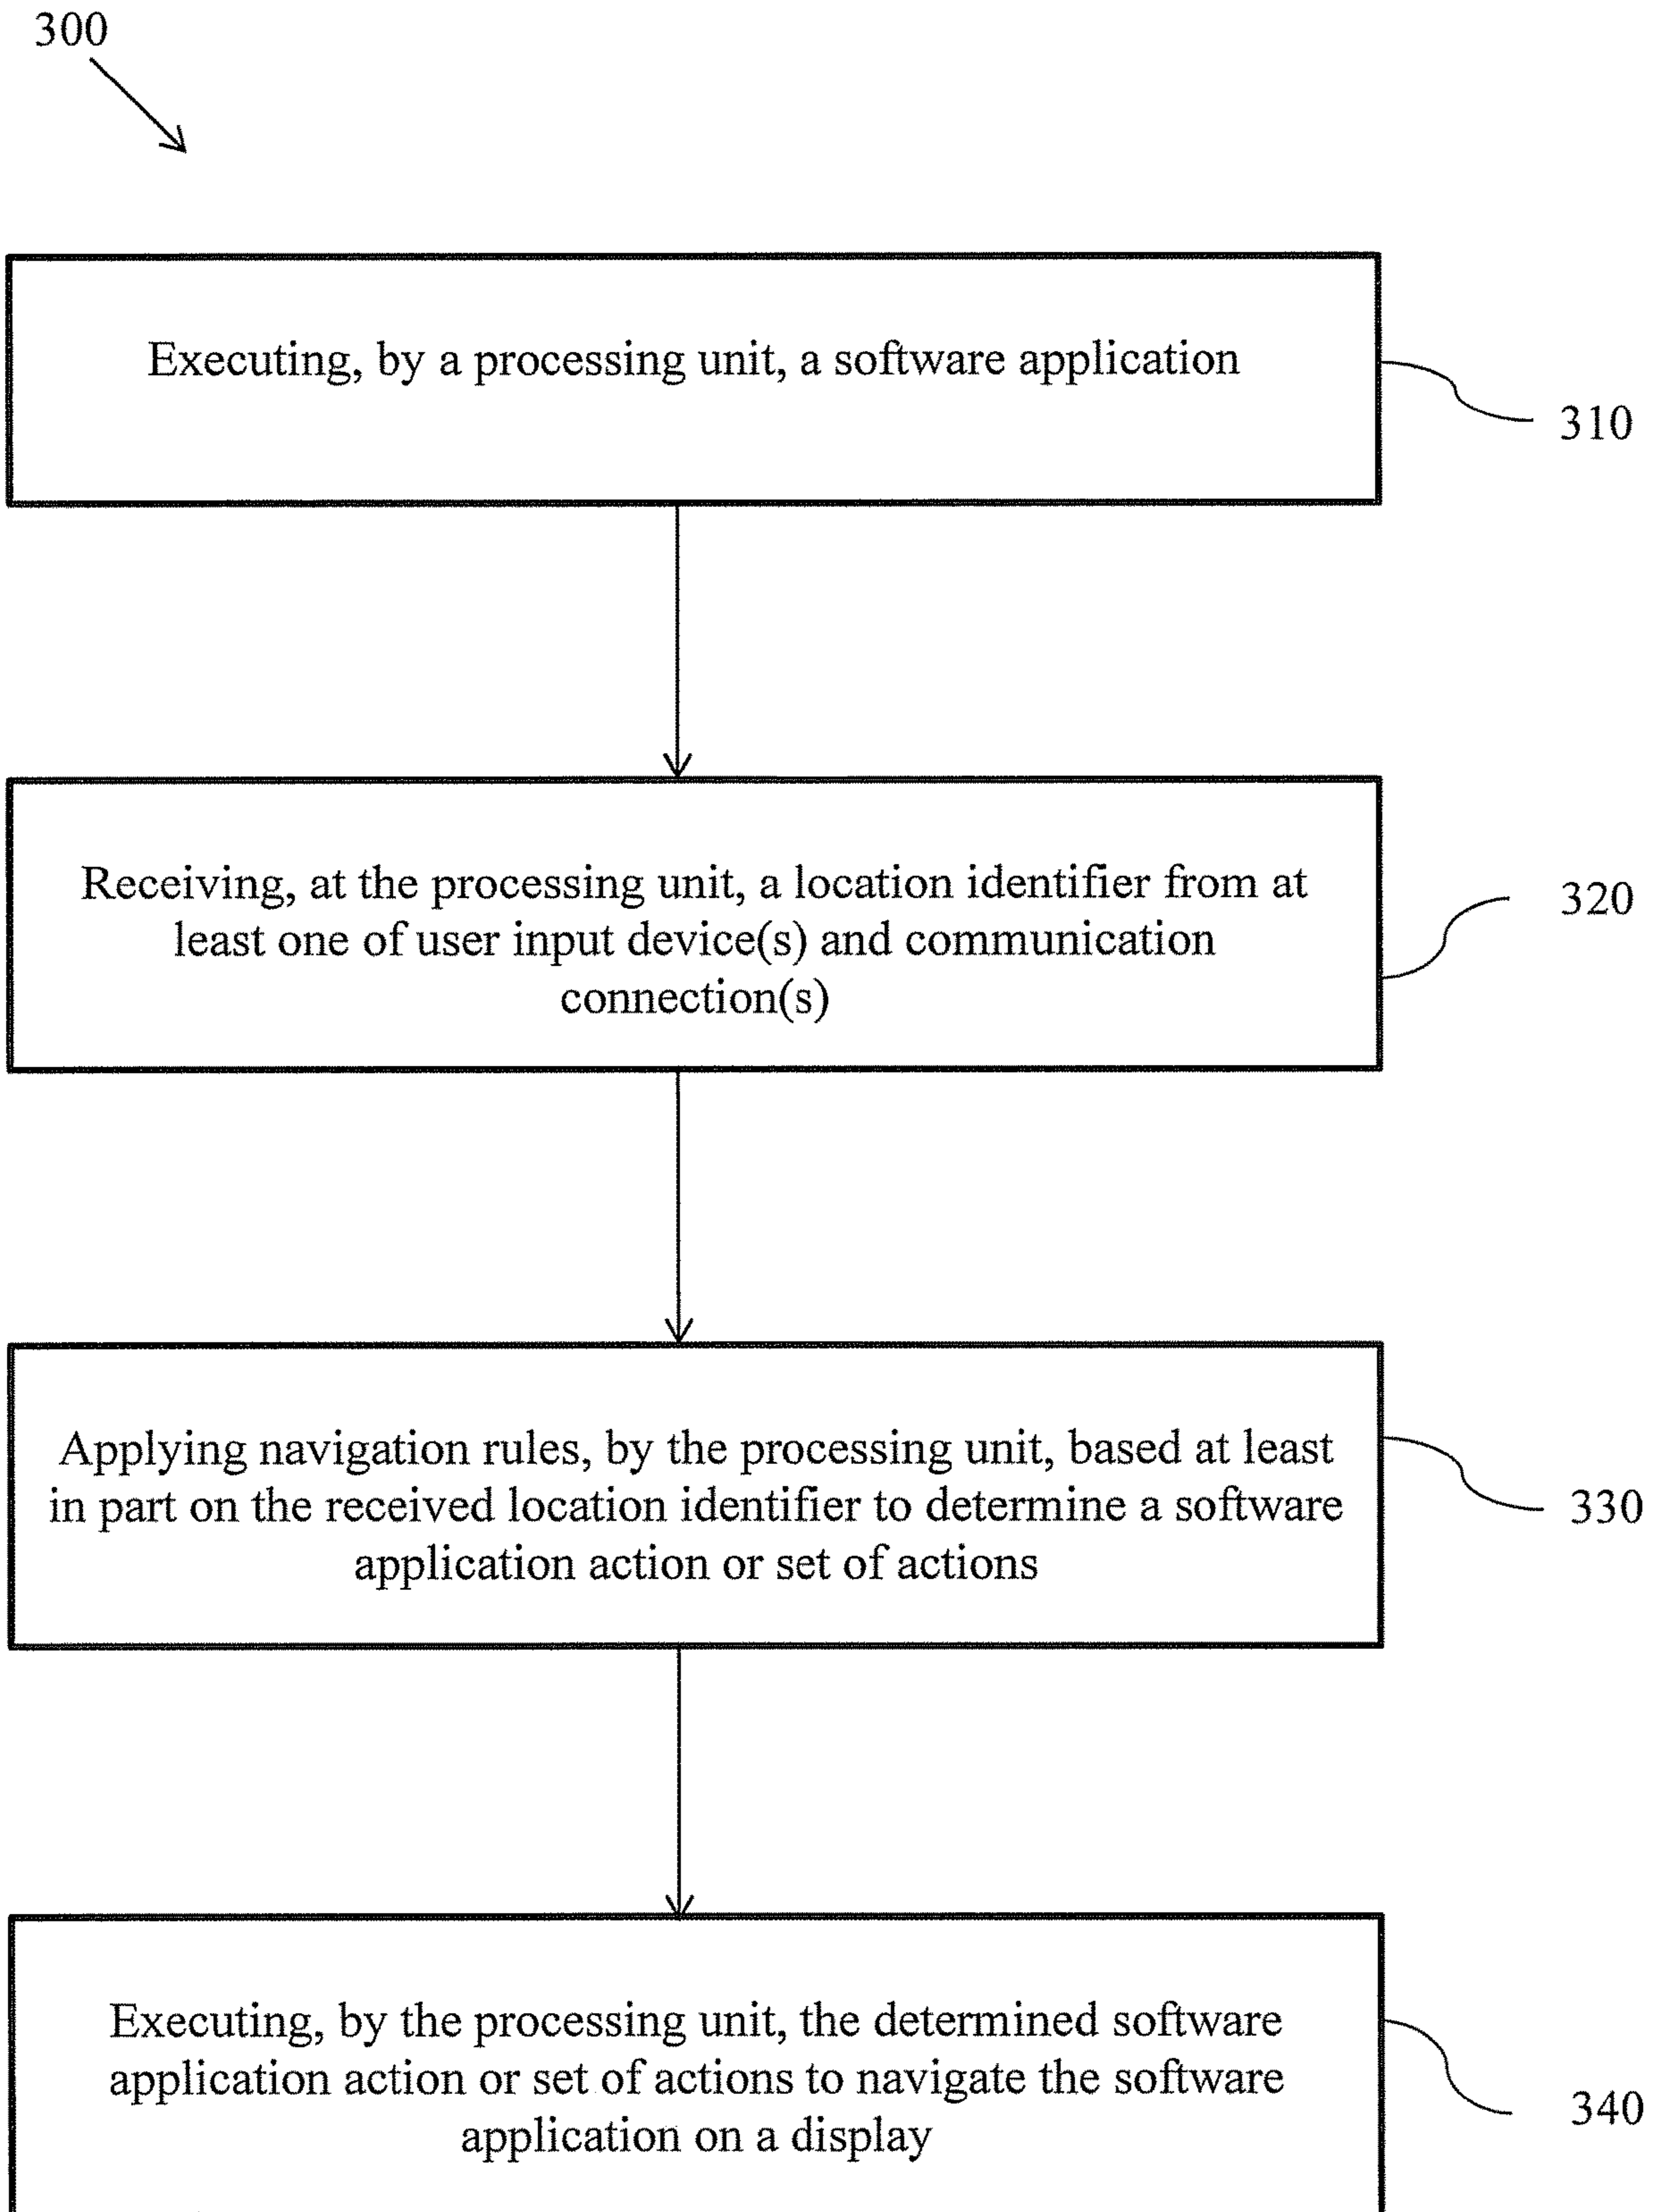 300
Executing, by a processing unit, a software application
310
Receiving, at the processing unit, a location identifier from at
least one of user input device(s) and communication
connection(s)
320
Applying navigation rules, by the processing unit, based at least
in part on the received location identifier to determine a software
application action or set of actions
330
Executing, by the processing unit, the determined software
application action or set of actions to navigate the software
application on a display
340